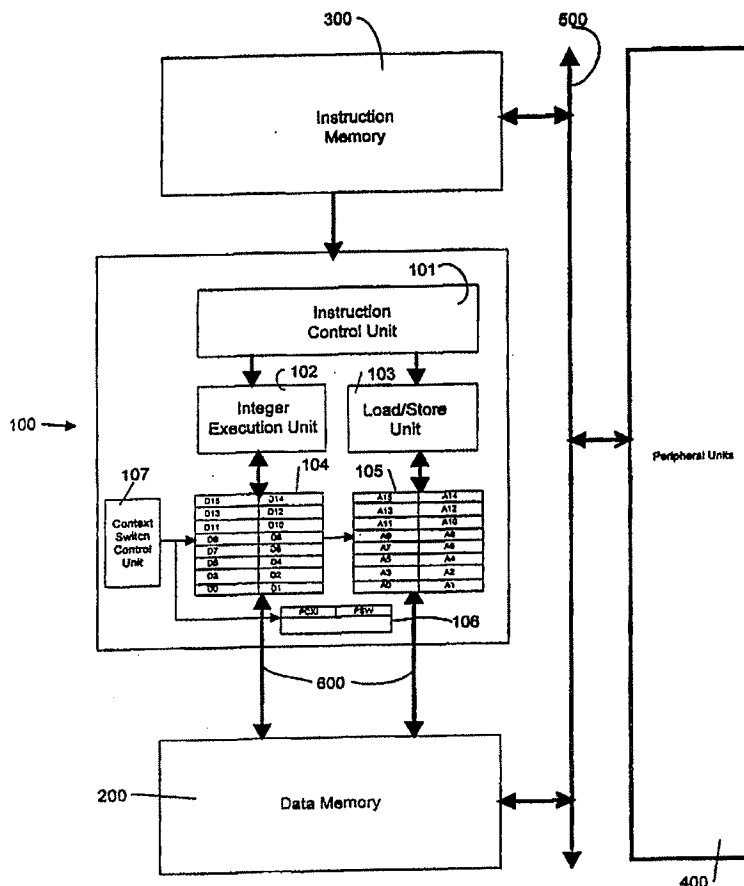 300
500
Instruction
Memory
101
Instruction
Control Unit
102
103
Integer
Execution Unit
Load/Store
Unit
100
Peripheral Units
107
104
105
Context
Switch
Control
Unit
D15 D14
D13 D12
D11 D10
D9 D8
D7 D6
D5 D4
D3 D2
D0 D1
A15 A14
A13 A12
A11 A10
A9 A8
A7 A6
A5 A4
A3 A2
A0 A1
PCXI PSW
106
600
200
Data Memory
400